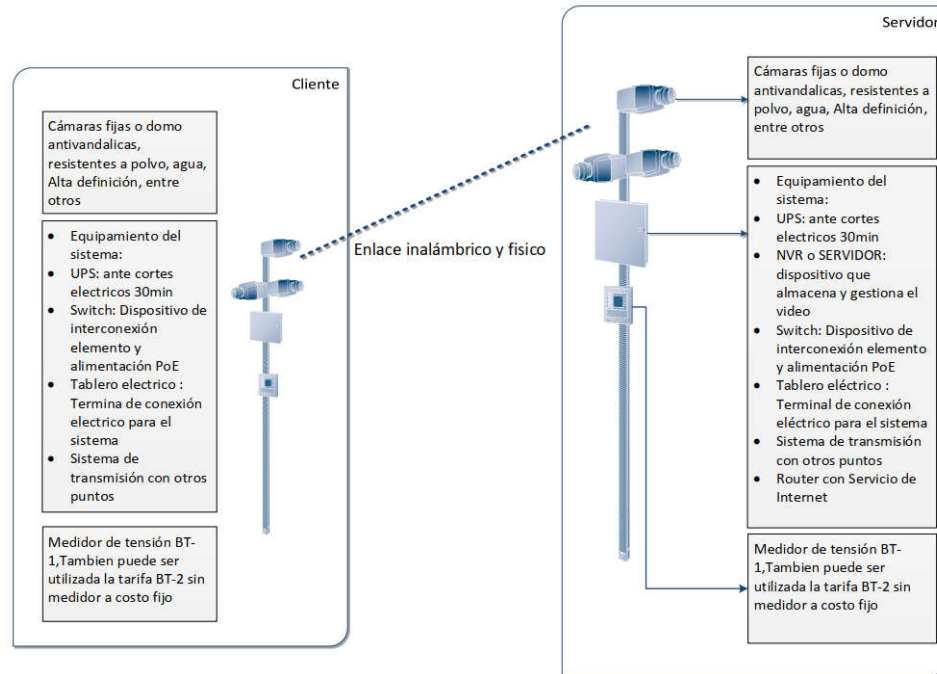 Cliente
Cámaras fijas o domo
antivandalicas,
resistentes a polvo, agua,
Alta definición, entre
otros
• Equipamiento del
sistema:
• UPS: ante cortes
electricos 30min
• Switch: Dispositivo de
interconexión
elemento y
alimentación PoE
• Tablero electrico :
Termina de conexión
electrico para el
sistema
• Sistema de
transmisión con otros
puntos
Medidor de tensión BT-
1,Tambien puede ser
utilizada la tarifa BT-2 sin
medidor a costo fijo
Enlace inalámbrico y fisico
Servidor
Cámaras fijas o domo
antivandalicas, resistentes a
polvo, agua, Alta definición,
entre otros
• Equipamiento del
sistema:
• UPS: ante cortes
electricos 30min
• NVR o SERVIDOR:
dispositivo que
almacena y gestiona el
video
• Switch: Dispositivo de
interconexión elemento
y alimentación PoE
• Tablero eléctrico :
Terminal de conexión
eléctrico para el sistema
• Sistema de transmisión
con otros puntos
• Router con Servicio de
Internet
Medidor de tensión BT-
1,Tambien puede ser
utilizada la tarifa BT-2 sin
medidor a costo fijo